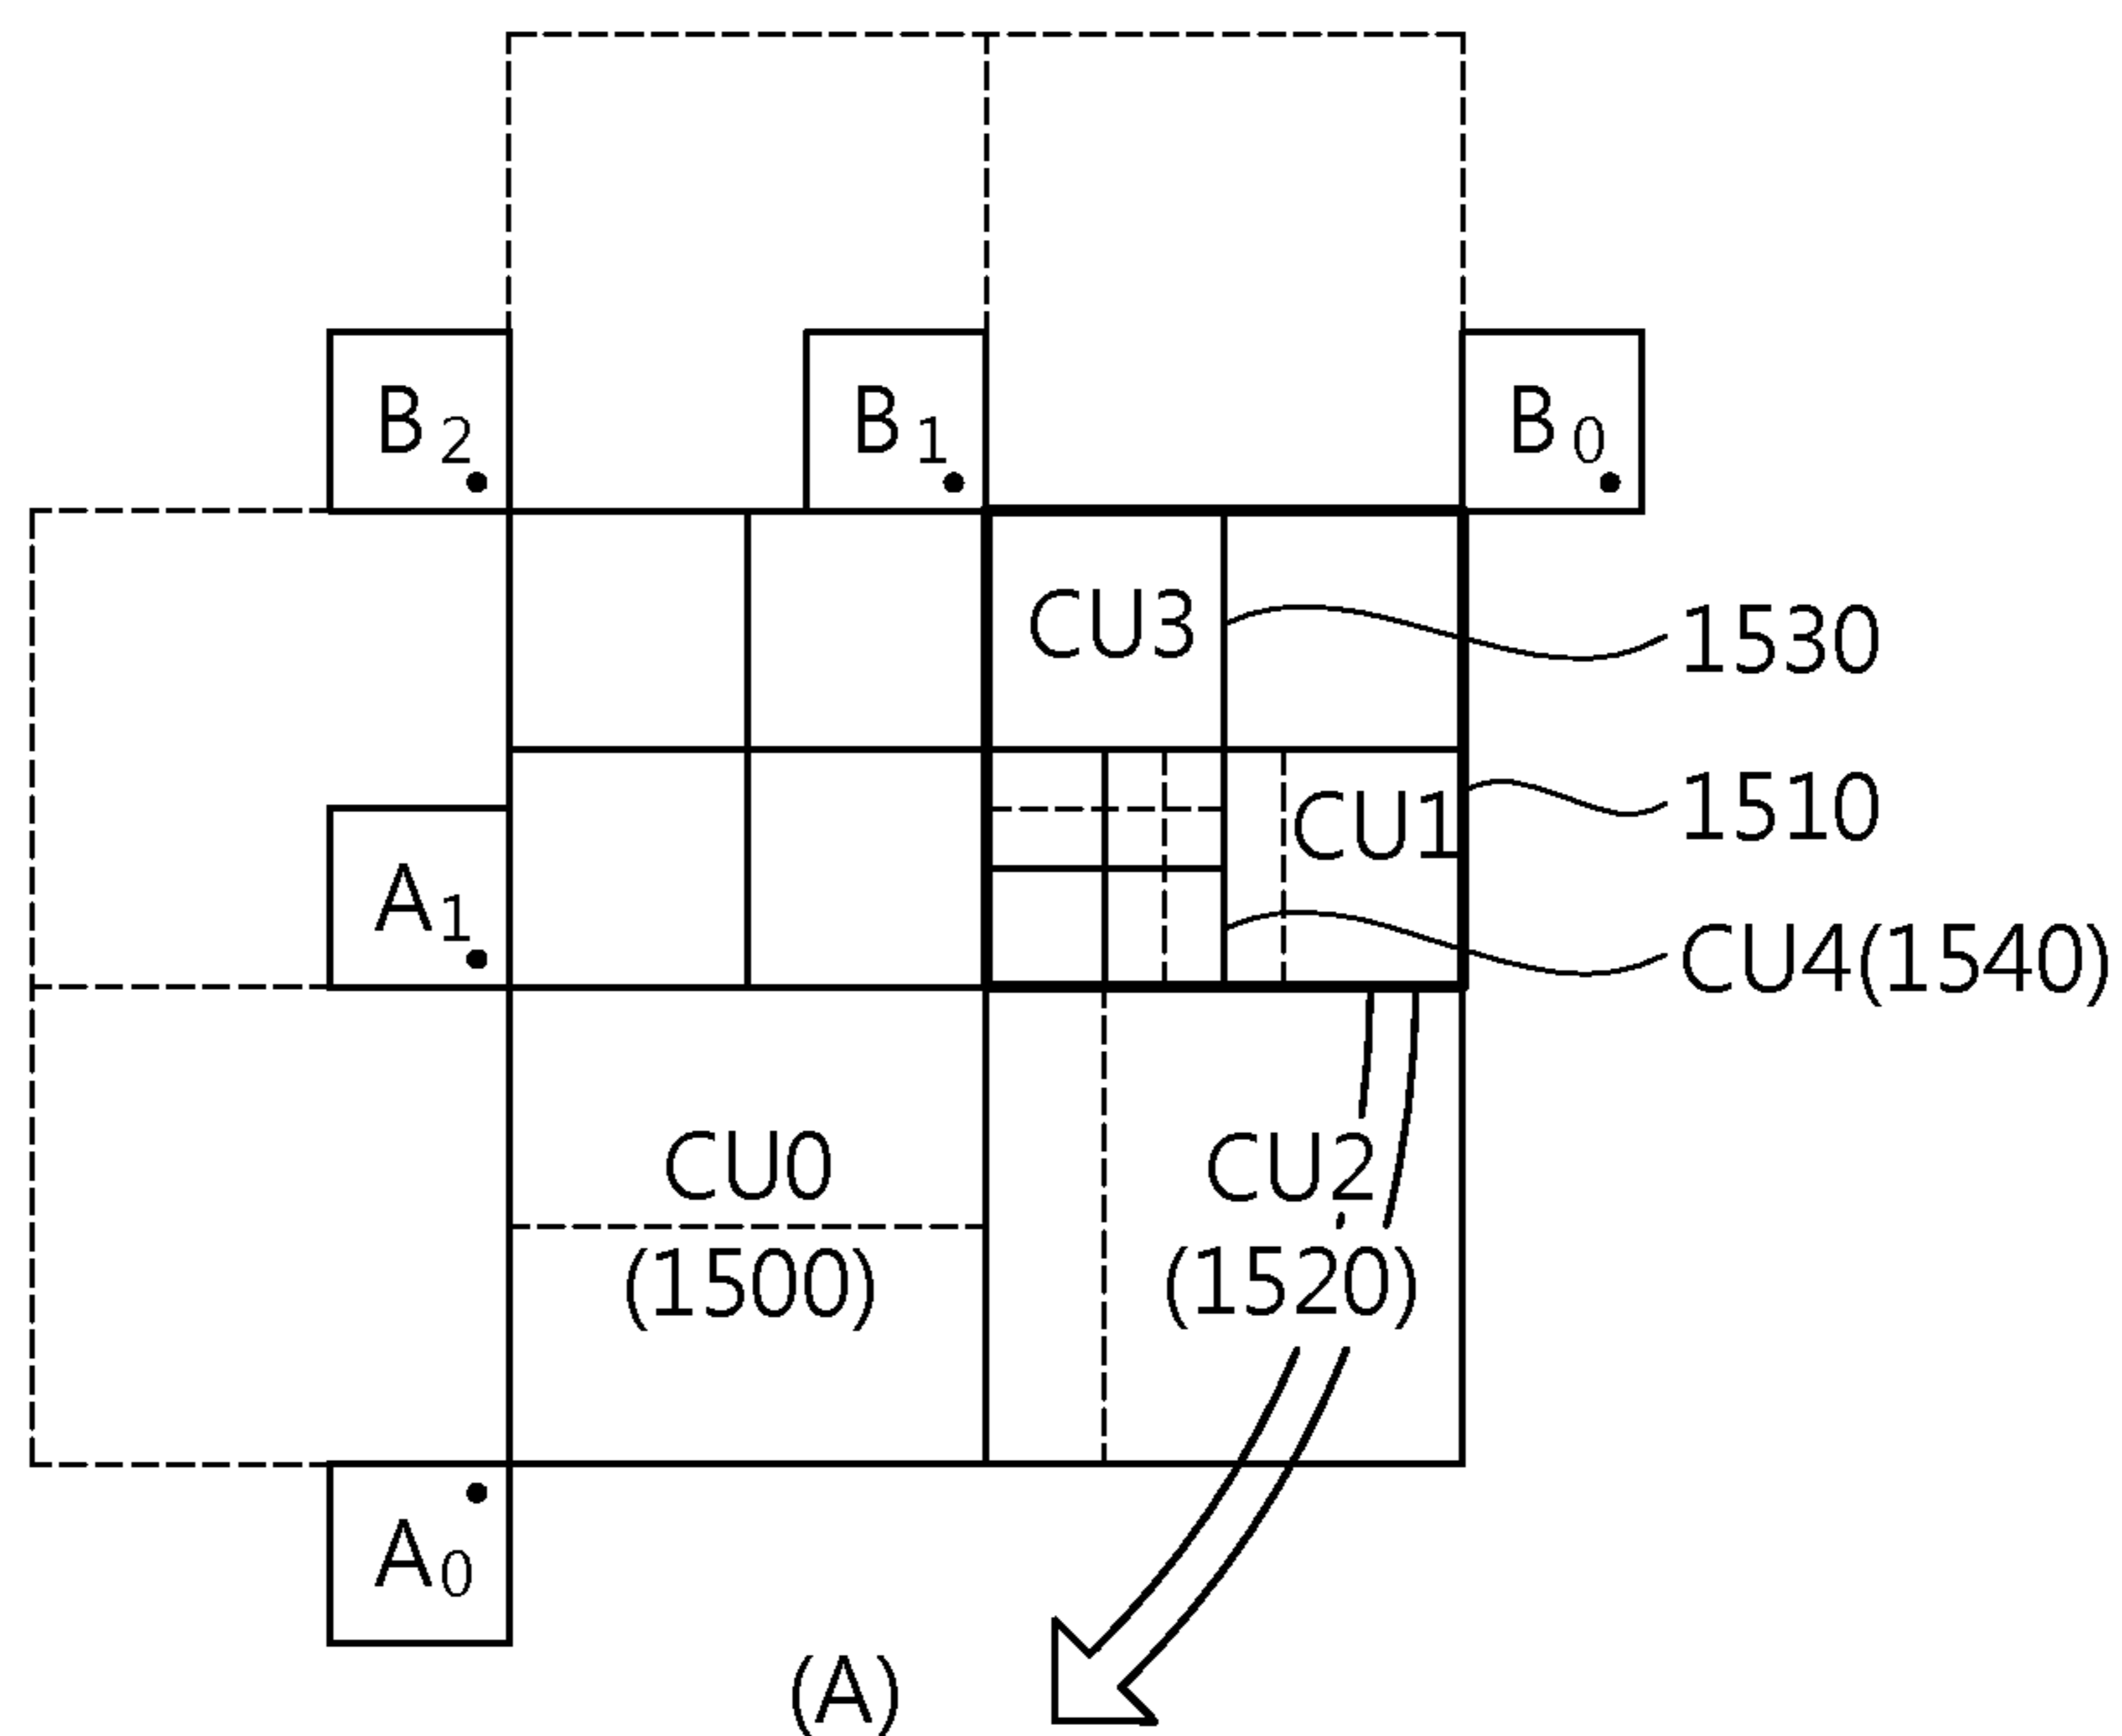 B2
B1
B0
CU3
1530
CU1
1510
A1
CU4(1540)
CU0
(1500)
CU2
(1520)
A0
(A)